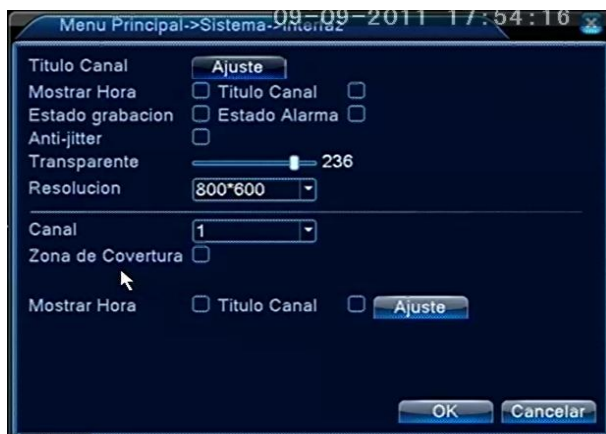 09-09-2011 17:54:16
Menu Principal->Sistema->Interfaz
Titulo Canal Ajuste
Mostrar Hora Titulo Canal
Estado grabacion Estado Alarma
Anti-jitter
Transparente 236
Resolucion 800*600
Canal 1
Zona de Covertura
Mostrar Hora Titulo Canal Ajuste
OK Cancelar